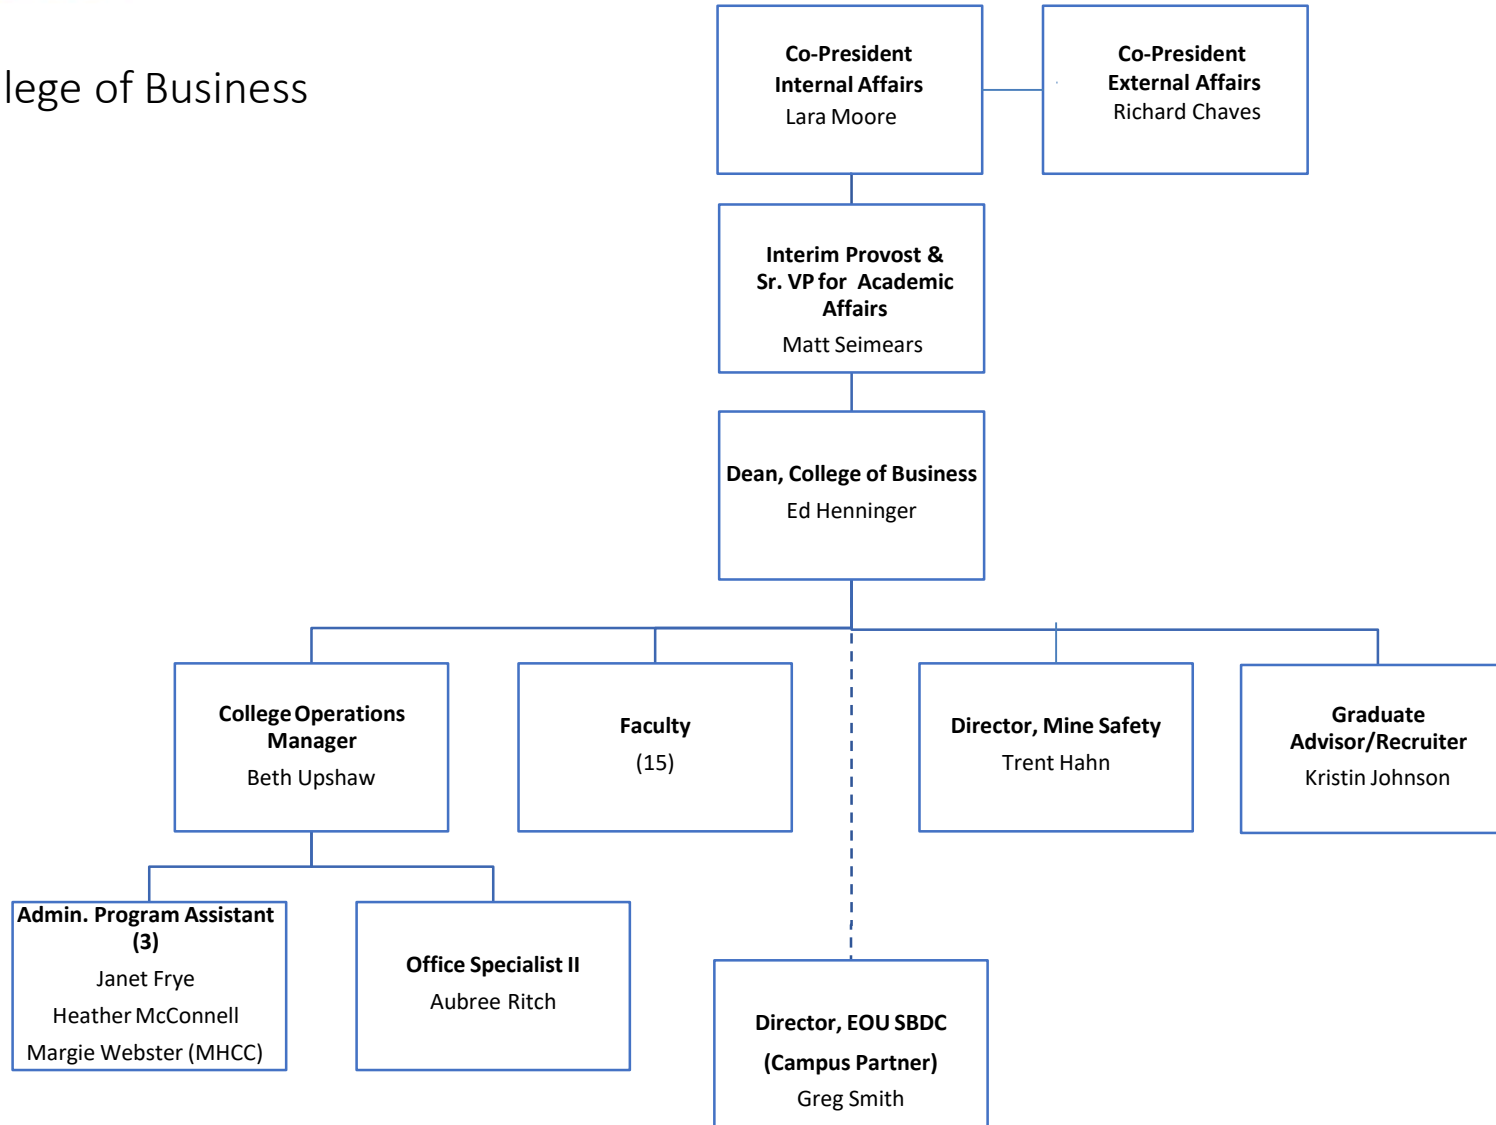 lege of Business
Co-President
Internal Affairs
Lara Moore
Co-President
External Affairs
Richard Chaves
Interim Provost &
Sr. VP for Academic
Affairs
Matt Seimears
Dean, College of Business
Ed Henninger
College Operations
Manager
Beth Upshaw
Faculty
(15)
Director, Mine Safety
Trent Hahn
Graduate
Advisor/Recruiter
Kristin Johnson
Admin. Program Assistant
(3)
Janet Frye
Heather McConnell
Margie Webster (MHCC)
Office Specialist II
Aubree Ritch
Director, EOU SBDC
(Campus Partner)
Greg Smith